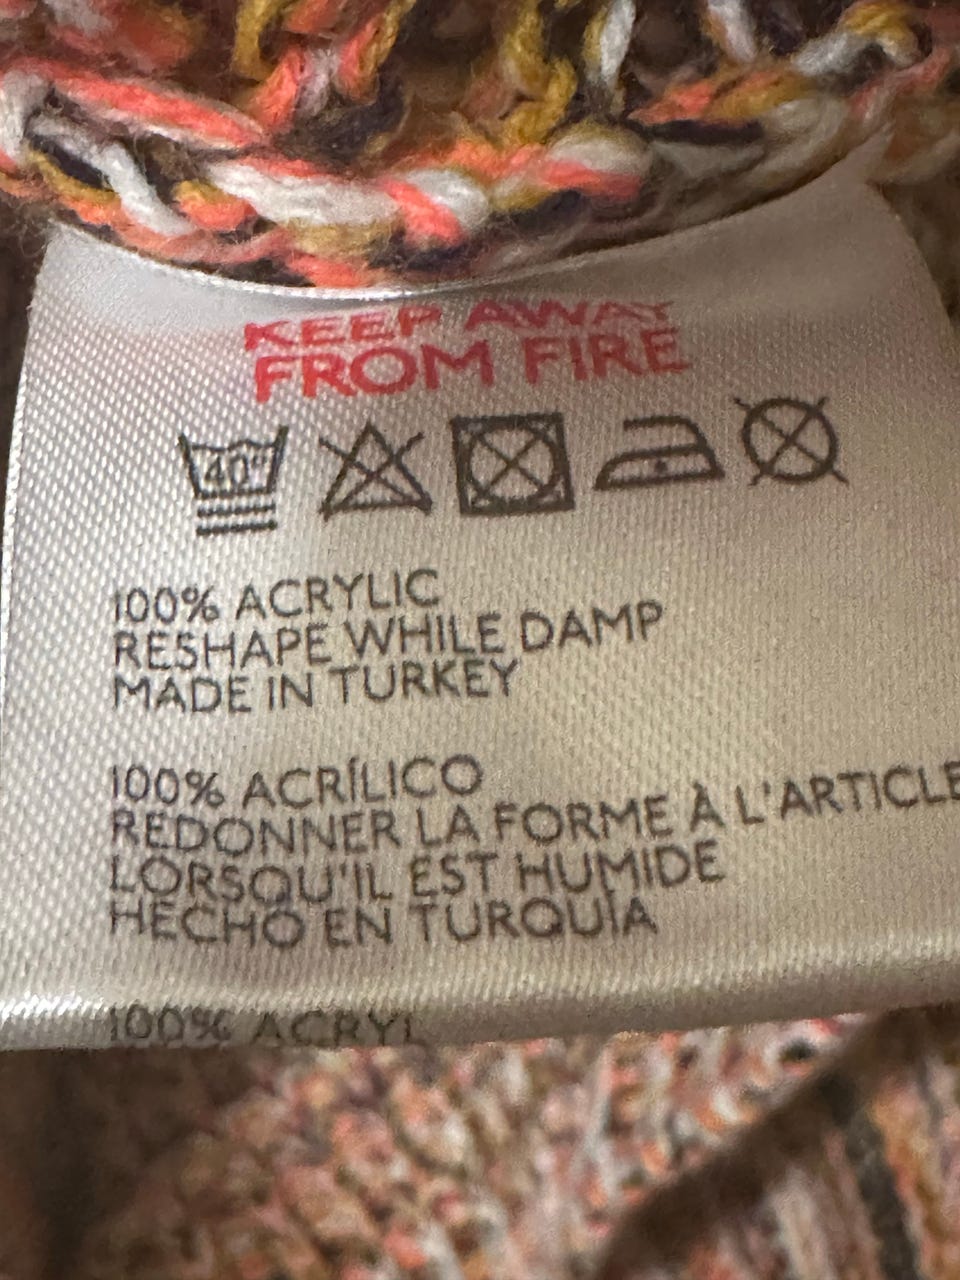 KEEP AWAY
FROM FIRE
40°
100% ACRYLIC
RESHAPE WHILE DAMP
MADE IN TURKEY
100% ACRÍLICO
REDONNER LA FORME À L'ARTICLE
LORSQU'IL EST HUMIDE
HECHO EN TURQUÍA
100% ACRYL